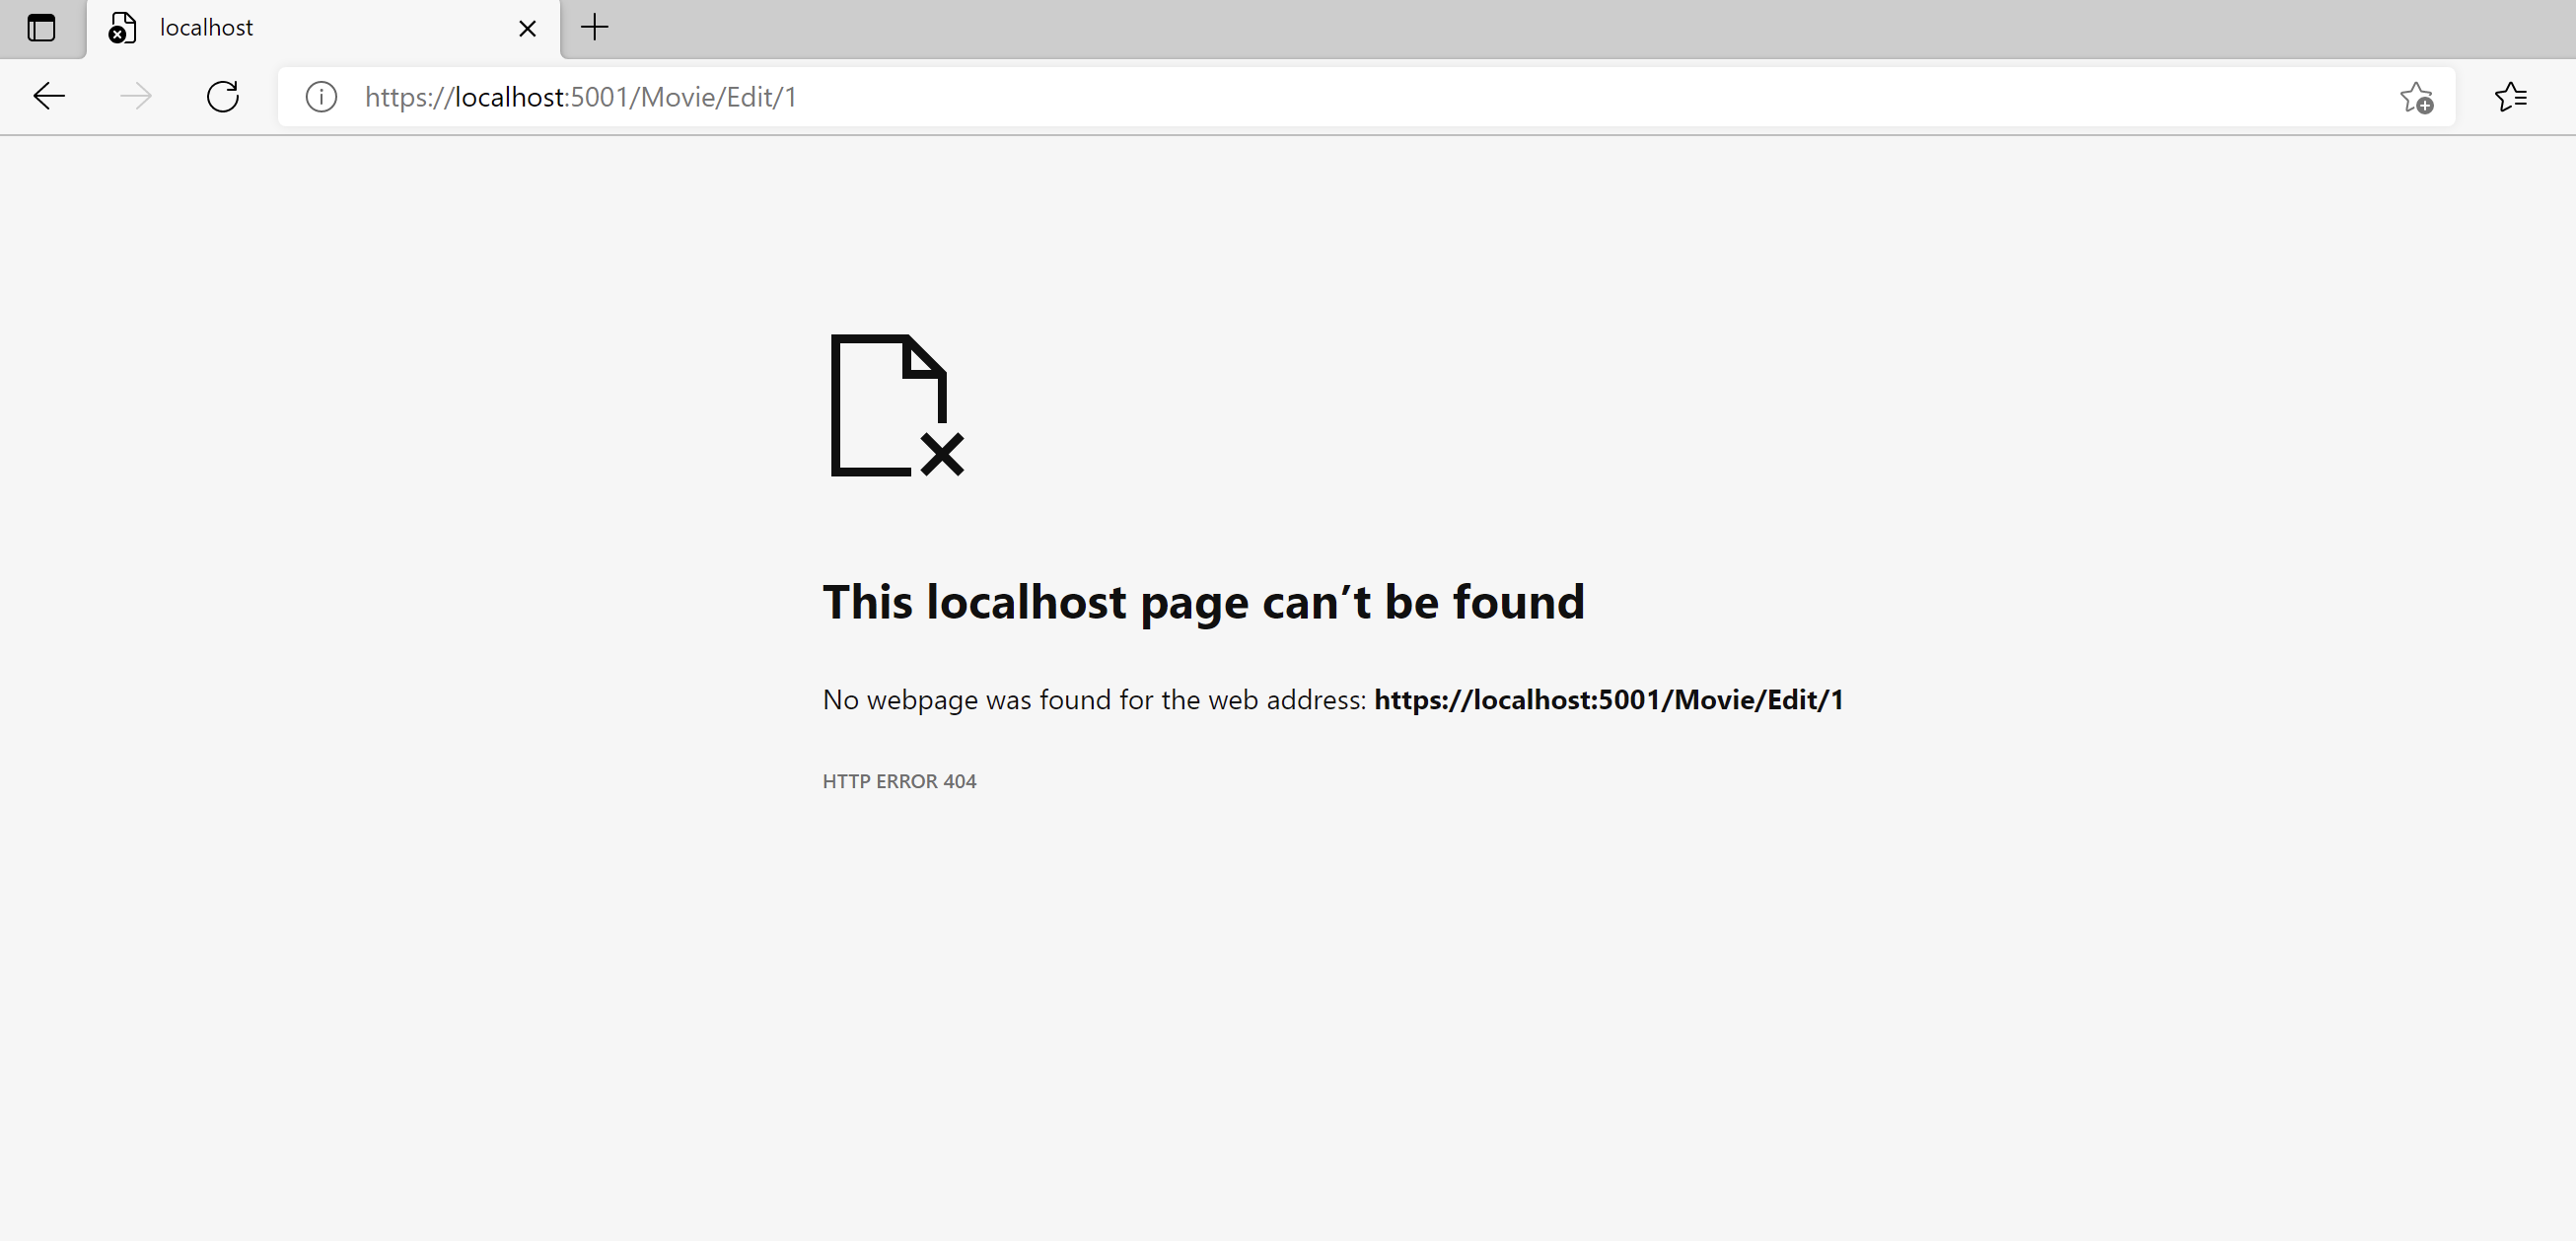 localhost
https://localhost:5001/Movie/Edit/1
This localhost page can’t be found
No webpage was found for the web address: https://localhost:5001/Movie/Edit/1
HTTP ERROR 404